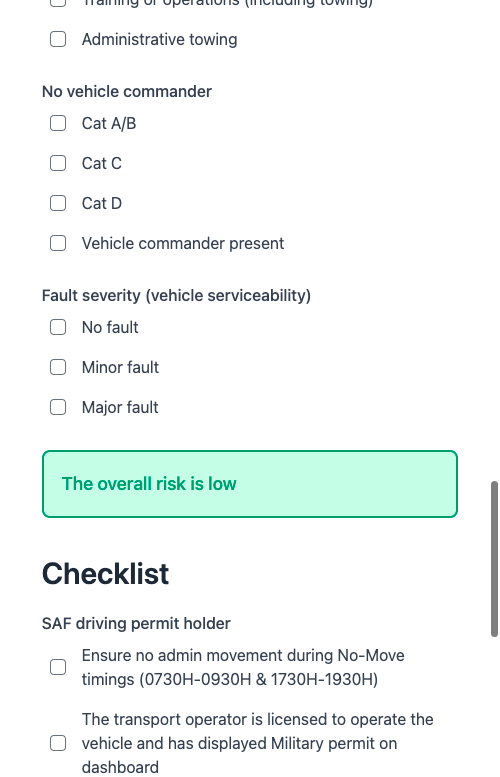 Training or operations (including towing)
Administrative towing
No vehicle commander
Cat A/B
Cat C
Cat D
Vehicle commander present
Fault severity (vehicle serviceability)
No fault
Minor fault
Major fault
The overall risk is low
Checklist
SAF driving permit holder
Ensure no admin movement during No-Move
timings (0730H-0930H & 1730H-1930H)
The transport operator is licensed to operate the
vehicle and has displayed Military permit on
dashboard